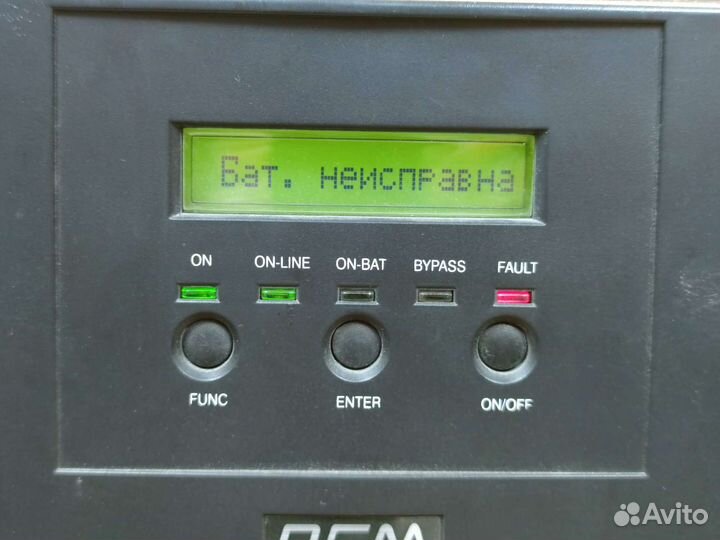 Бат. неисправна
ON ON-LINE ON-BAT BYPASS FAULT
FUNC ENTER ON/OFF
Avito